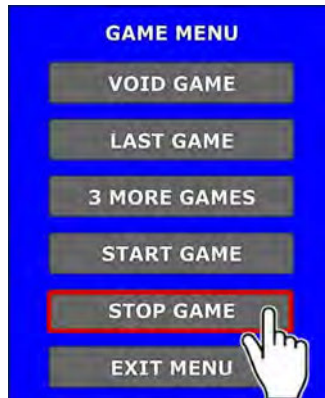 GAME MENU
VOID GAME
LAST GAME
3 MORE GAMES
START GAME
STOP GAME
EXIT MENU